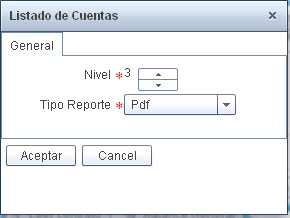 Listado de Cuentas ×
General
Nivel *3
Tipo Reporte * Pdf
Aceptar Cancel